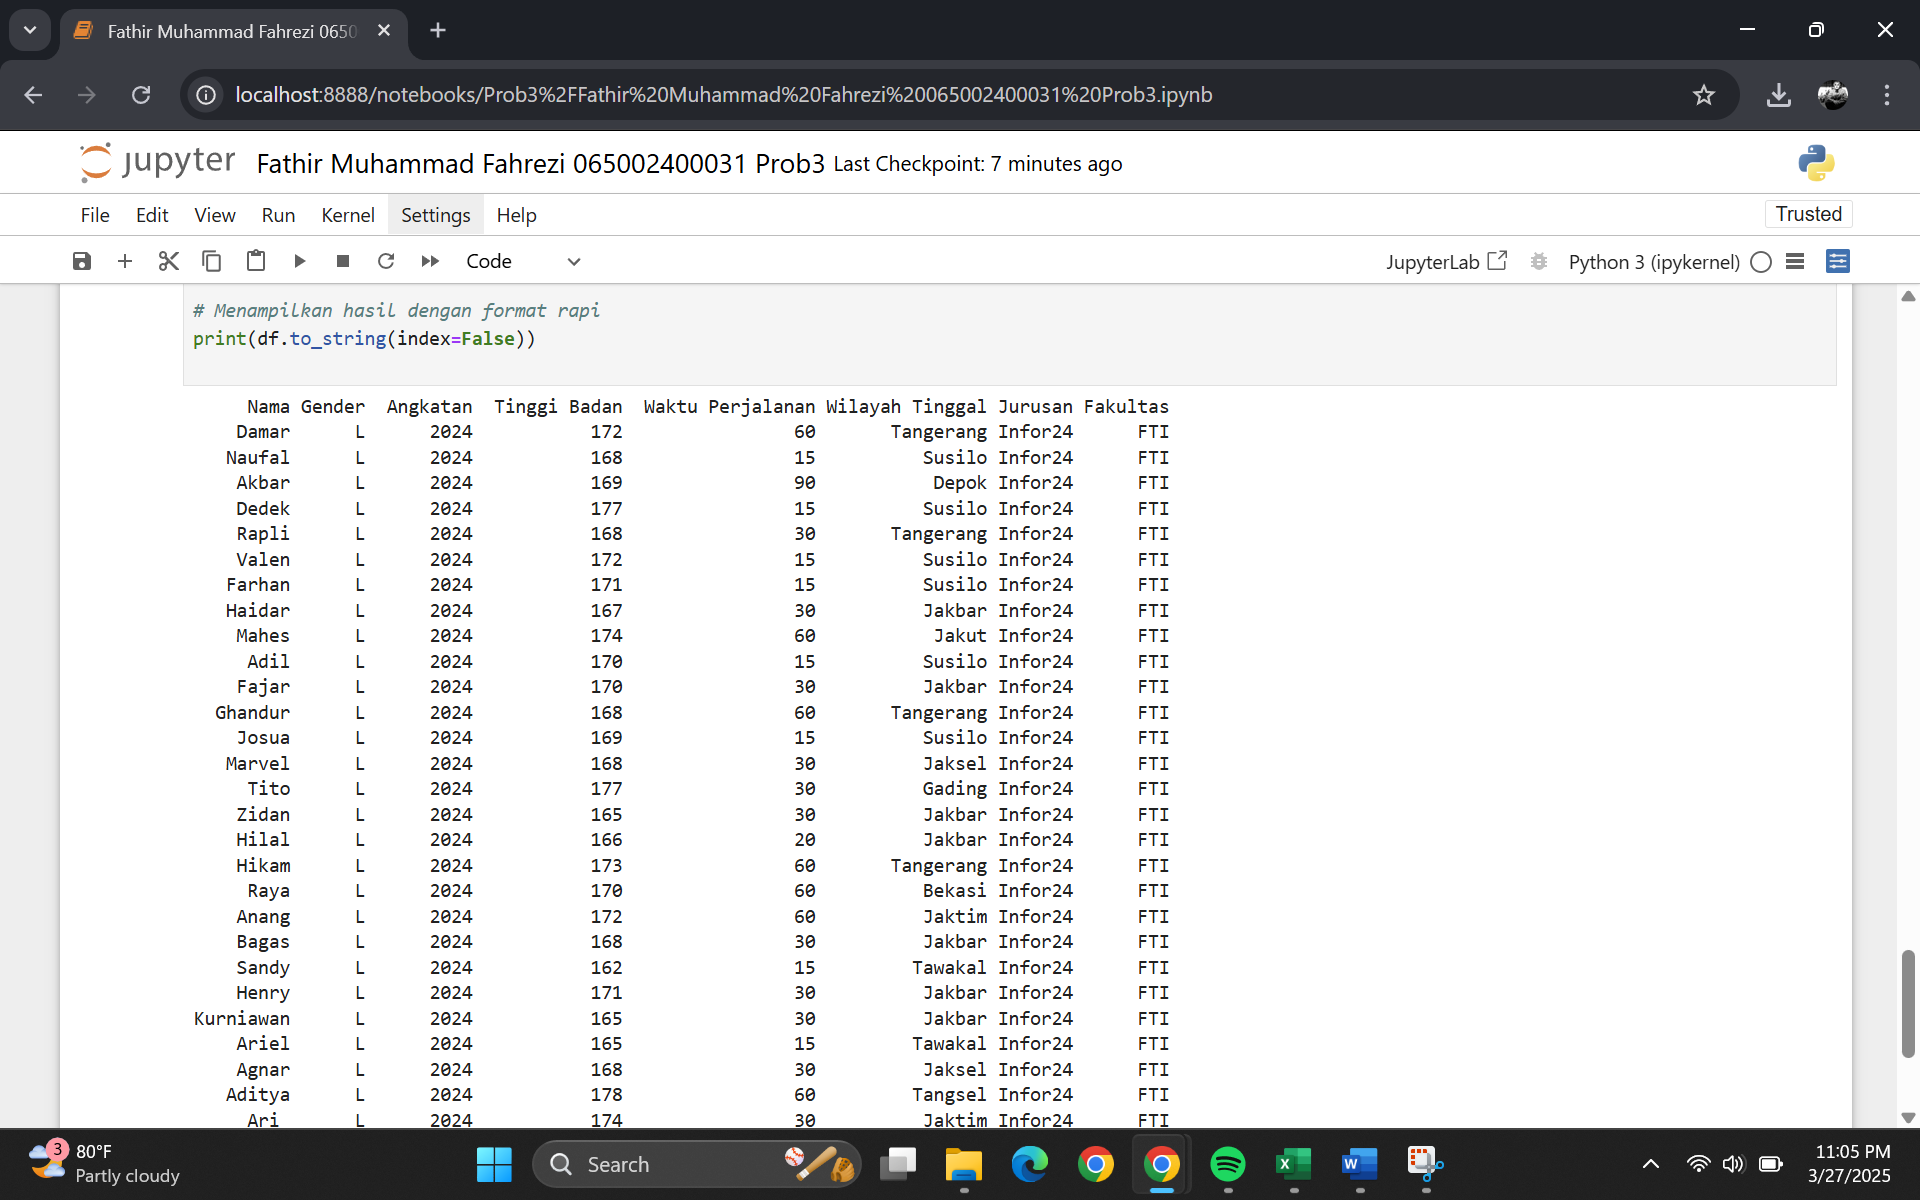 Fathir Muhammad Fahrezi 0650
localhost:8888/notebooks/Prob3%2FFathir%20Muhammad%20Fahrezi%20065002400031%20Prob3.ipynb
jupyter Fathir Muhammad Fahrezi 065002400031 Prob3 Last Checkpoint: 7 minutes ago
File Edit View Run Kernel Settings Help Trusted
Code JupyterLab Python 3 (ipykernel)
# Menampilkan hasil dengan format rapi
print(df.to_string(index=False))
Nama Gender Angkatan Tinggi Badan Waktu Perjalanan Wilayah Tinggal Jurusan Fakultas
Damar L 2024 172 60 Tangerang Infor24 FTI
Naufal L 2024 168 15 Susilo Infor24 FTI
Akbar L 2024 169 90 Depok Infor24 FTI
Dedek L 2024 177 15 Susilo Infor24 FTI
Rapli L 2024 168 30 Tangerang Infor24 FTI
Valen L 2024 172 15 Susilo Infor24 FTI
Farhan L 2024 171 15 Susilo Infor24 FTI
Haidar L 2024 167 30 Jakbar Infor24 FTI
Mahes L 2024 174 60 Jakut Infor24 FTI
Adil L 2024 170 15 Susilo Infor24 FTI
Fajar L 2024 170 30 Jakbar Infor24 FTI
Ghandur L 2024 168 60 Tangerang Infor24 FTI
Josua L 2024 169 15 Susilo Infor24 FTI
Marvel L 2024 168 30 Jaksel Infor24 FTI
Tito L 2024 177 30 Gading Infor24 FTI
Zidan L 2024 165 30 Jakbar Infor24 FTI
Hilal L 2024 166 20 Jakbar Infor24 FTI
Hikam L 2024 173 60 Tangerang Infor24 FTI
Raya L 2024 170 60 Bekasi Infor24 FTI
Anang L 2024 172 60 Jaktim Infor24 FTI
Bagas L 2024 168 30 Jakbar Infor24 FTI
Sandy L 2024 162 15 Tawakal Infor24 FTI
Henry L 2024 171 30 Jakbar Infor24 FTI
Kurniawan L 2024 165 30 Jakbar Infor24 FTI
Ariel L 2024 165 15 Tawakal Infor24 FTI
Agnar L 2024 168 30 Jaksel Infor24 FTI
Aditya L 2024 178 60 Tangsel Infor24 FTI
Ari L 2024 174 30 Jaktim Infor24 FTI
3 80°F
Partly cloudy
Search
11:05 PM
3/27/2025